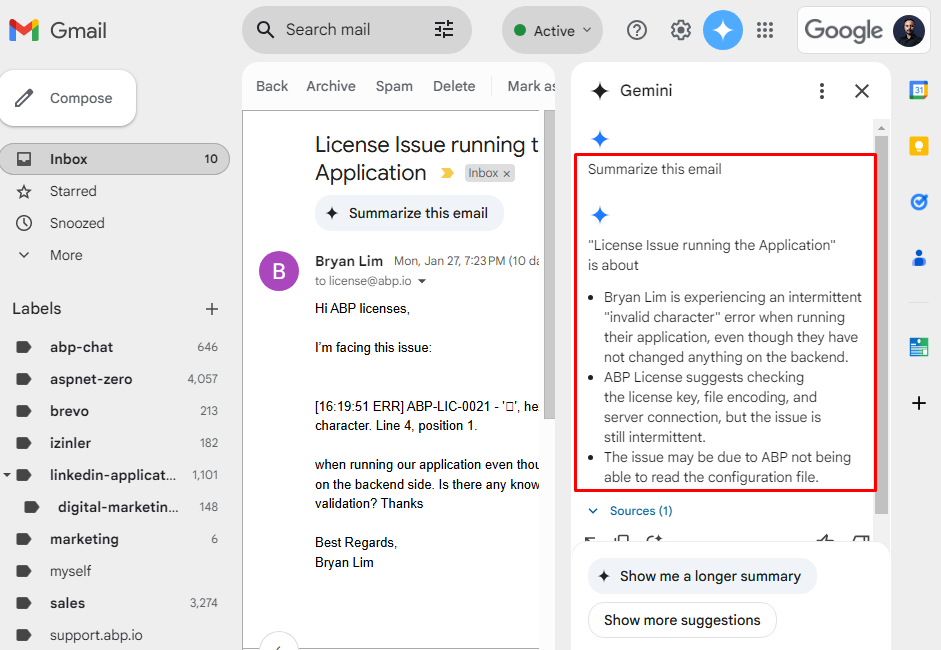 Gmail
Search mail
Active
Google
Compose
Inbox 10
Starred
Snoozed
More
Labels
abp-chat 646
aspnet-zero 4,057
brevo 213
izinler 182
linkedin-applicat... 1,101
digital-marketin... 148
marketing 6
myself
sales 3,274
support.abp.io
Back Archive Spam Delete Mark as
License Issue running t
Application Inbox ×
Summarize this email
B
Bryan Lim Mon, Jan 27, 7:23 PM (10 da
to license@abp.io
Hi ABP licenses,
I'm facing this issue:
[16:19:51 ERR] ABP-LIC-0021 - '▯', he
character. Line 4, position 1.
when running our application even thou
on the backend side. Is there any know
validation? Thanks
Best Regards,
Bryan Lim
Gemini
Summarize this email
"License Issue running the Application"
is about
• Bryan Lim is experiencing an intermittent
"invalid character" error when running
their application, even though they have
not changed anything on the backend.
• ABP License suggests checking
the license key, file encoding, and
server connection, but the issue is
still intermittent.
• The issue may be due to ABP not being
able to read the configuration file.
Sources (1)
Show me a longer summary
Show more suggestions
31